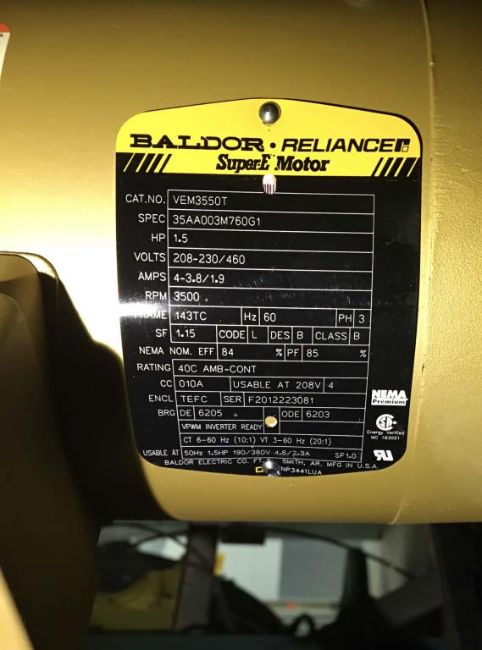 BALDOR · RELIANCE
Super-E Motor
CAT.NO. VEM3550T
SPEC 35AA003M760G1
HP 1.5
VOLTS 208-230/460
AMPS 4-3.8/1.9
RPM 3500
FRAME 143TC Hz 60 PH 3
SF 1.15 CODE L DES B CLASS B
NEMA NOM. EFF 84 % PF 85 %
RATING 40C AMB-CONT
CC 010A USABLE AT 208V 4
ENCL TEFC SER F2012223081
BRG DE 6205 ODE 6203
VPWM INVERTER READY
CT 6-60 Hz (10:1) VT 3-60 Hz (20:1)
USABLE AT 50Hz 1.5HP 190/380V 4.6/2.3A SF1.0
BALDOR ELECTRIC CO. FT. SMITH, AR. MFG IN U.S.A.
NP3441LUA
NEMA
Premium
Energy Verified